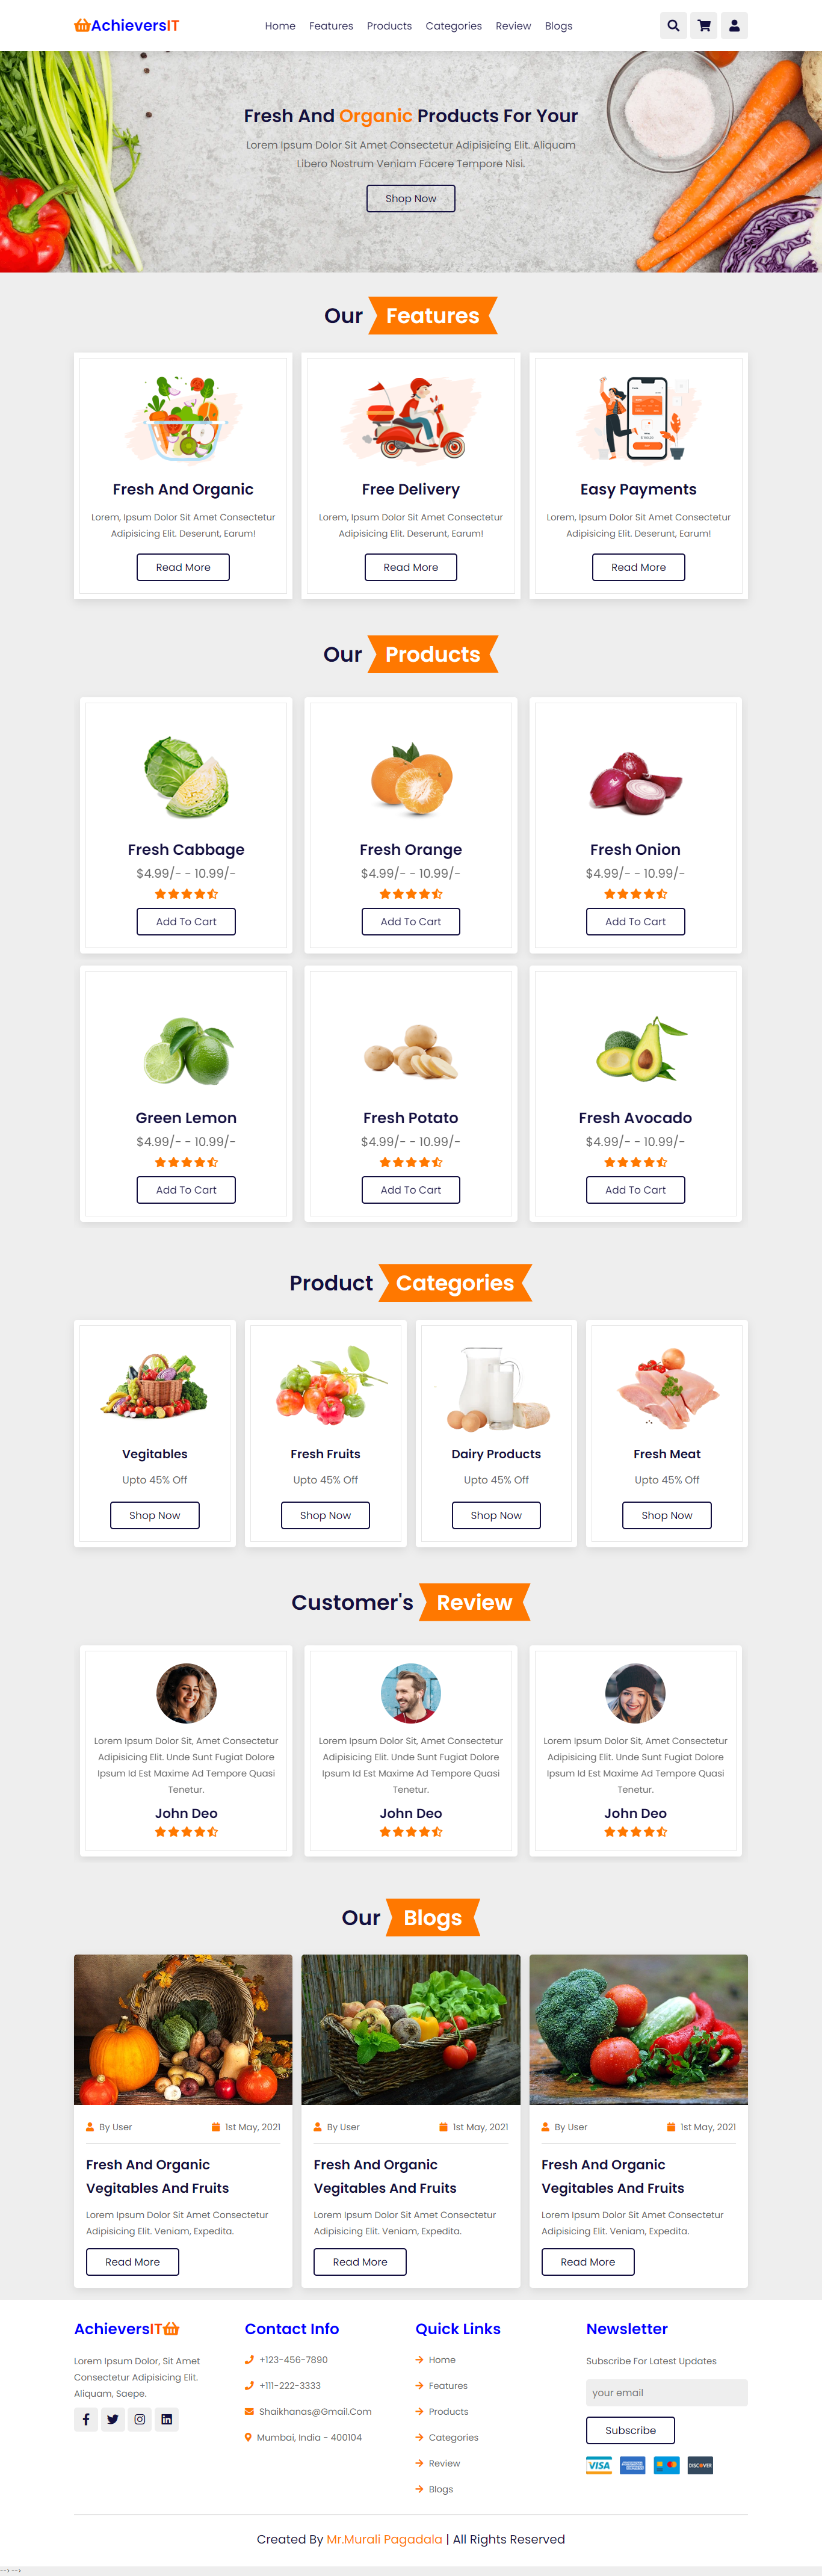 AchieversIT
Home Features Products Categories Review Blogs
Fresh And Organic Products For Your
Lorem Ipsum Dolor Sit Amet Consectetur Adipisicing Elit. Aliquam
Libero Nostrum Veniam Facere Tempore Nisi.
Shop Now
Our Features
Fresh And Organic
Lorem, Ipsum Dolor Sit Amet Consectetur
Adipisicing Elit. Deserunt, Earum!
Read More
Free Delivery
Lorem, Ipsum Dolor Sit Amet Consectetur
Adipisicing Elit. Deserunt, Earum!
Read More
Easy Payments
Lorem, Ipsum Dolor Sit Amet Consectetur
Adipisicing Elit. Deserunt, Earum!
Read More
Our Products
Fresh Cabbage
$4.99/- - 10.99/-
Add To Cart
Fresh Orange
$4.99/- - 10.99/-
Add To Cart
Fresh Onion
$4.99/- - 10.99/-
Add To Cart
Green Lemon
$4.99/- - 10.99/-
Add To Cart
Fresh Potato
$4.99/- - 10.99/-
Add To Cart
Fresh Avocado
$4.99/- - 10.99/-
Add To Cart
Product Categories
Vegitables
Upto 45% Off
Shop Now
Fresh Fruits
Upto 45% Off
Shop Now
Dairy Products
Upto 45% Off
Shop Now
Fresh Meat
Upto 45% Off
Shop Now
Customer's Review
Lorem Ipsum Dolor Sit, Amet Consectetur
Adipisicing Elit. Unde Sunt Fugiat Dolore
Ipsum Id Est Maxime Ad Tempore Quasi
Tenetur.
John Deo
Lorem Ipsum Dolor Sit, Amet Consectetur
Adipisicing Elit. Unde Sunt Fugiat Dolore
Ipsum Id Est Maxime Ad Tempore Quasi
Tenetur.
John Deo
Lorem Ipsum Dolor Sit, Amet Consectetur
Adipisicing Elit. Unde Sunt Fugiat Dolore
Ipsum Id Est Maxime Ad Tempore Quasi
Tenetur.
John Deo
Our Blogs
By User 1st May, 2021
Fresh And Organic
Vegitables And Fruits
Lorem Ipsum Dolor Sit Amet Consectetur
Adipisicing Elit. Veniam, Expedita.
Read More
By User 1st May, 2021
Fresh And Organic
Vegitables And Fruits
Lorem Ipsum Dolor Sit Amet Consectetur
Adipisicing Elit. Veniam, Expedita.
Read More
By User 1st May, 2021
Fresh And Organic
Vegitables And Fruits
Lorem Ipsum Dolor Sit Amet Consectetur
Adipisicing Elit. Veniam, Expedita.
Read More
AchieversIT
Lorem Ipsum Dolor, Sit Amet
Consectetur Adipisicing Elit.
Aliquam, Saepe.
Contact Info
+123-456-7890
+111-222-3333
Shaikhanas@Gmail.Com
Mumbai, India - 400104
Quick Links
Home
Features
Products
Categories
Review
Blogs
Newsletter
Subscribe For Latest Updates
your email
Subscribe
VISA
DISCOVER
Created By Mr.Murali Pagadala | All Rights Reserved
--> -->